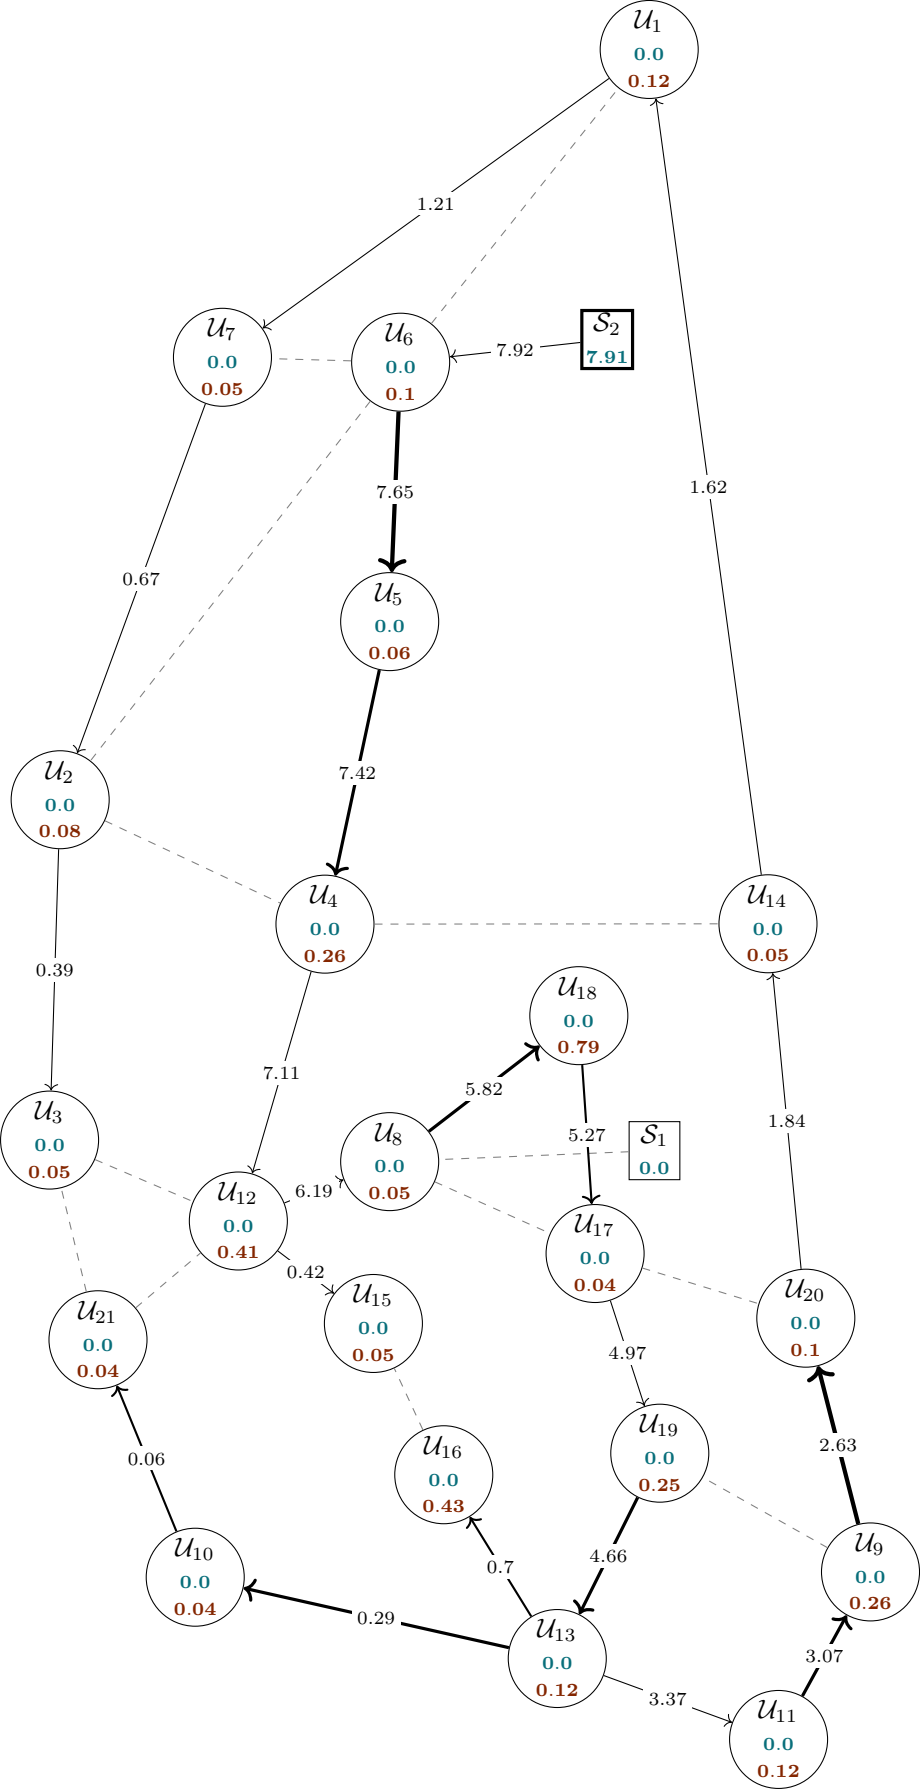 𝒰₁
0.0
0.12
1.21
𝒰₇
0.0
0.05
𝒰₆
0.0
0.1
7.92
𝒮₂
7.91
7.65
1.62
0.67
𝒰₅
0.0
0.06
𝒰₂
0.0
0.08
7.42
𝒰₄
0.0
0.26
𝒰₁₄
0.0
0.05
0.39
𝒰₁₈
0.0
0.79
7.11
5.82
𝒰₃
0.0
0.05
𝒰₈
0.0
0.05
5.27
𝒮₁
0.0
1.84
𝒰₁₂
0.0
0.41
6.19
𝒰₁₇
0.0
0.04
0.42
𝒰₂₁
0.0
0.04
𝒰₁₅
0.0
0.05
𝒰₂₀
0.0
0.1
4.97
0.06
𝒰₁₆
0.0
0.43
𝒰₁₉
0.0
0.25
2.63
𝒰₁₀
0.0
0.04
0.7
4.66
𝒰₉
0.0
0.26
0.29
𝒰₁₃
0.0
0.12
3.07
3.37
𝒰₁₁
0.0
0.12